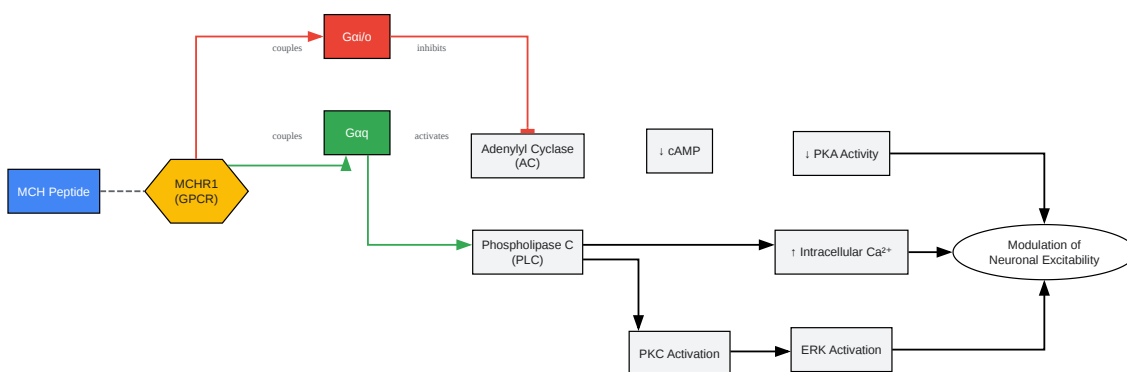 Gαi/o
couples
inhibits
Gαq
couples
activates
Adenylyl Cyclase
(AC)
↓ cAMP
↓ PKA Activity
MCH Peptide
MCHR1
(GPCR)
Phospholipase C
(PLC)
↑ Intracellular Ca²⁺
Modulation of
Neuronal Excitability
PKC Activation
ERK Activation